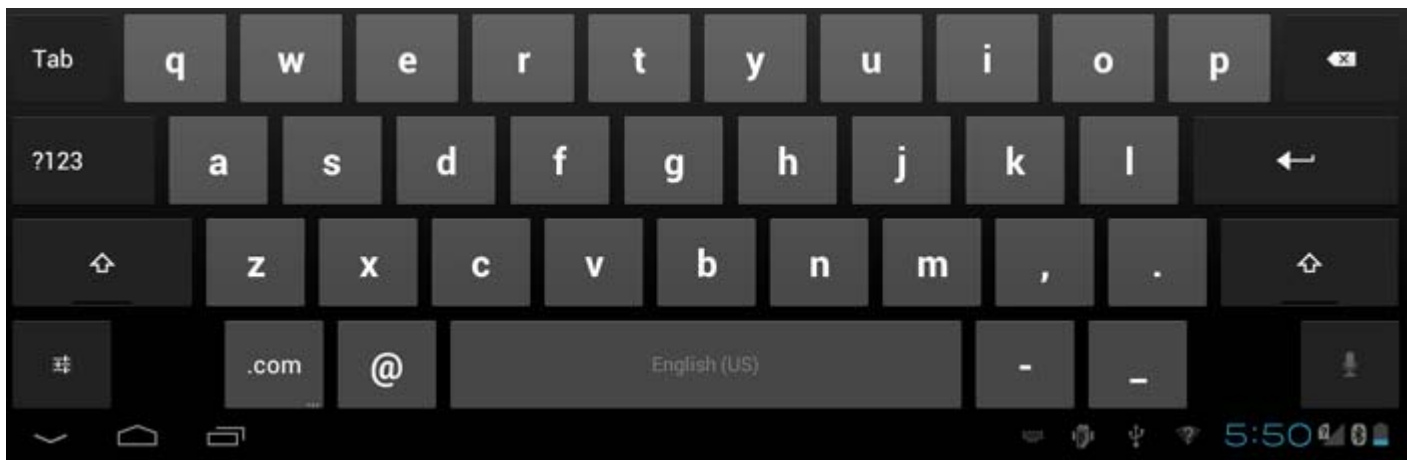 Tab q w e r t y u i o p
?123 a s d f g h j k l
z x c v b n m , .
.com @ English (US) - _
5:50